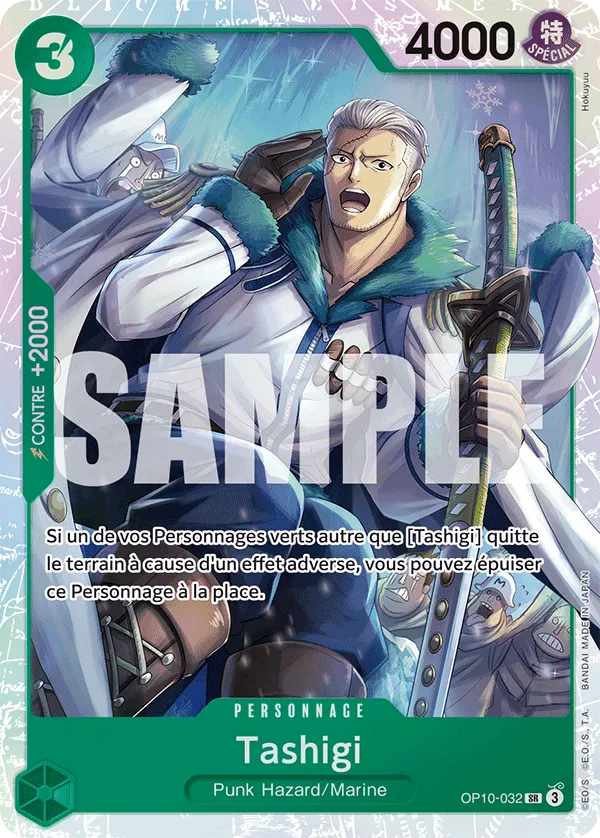 3
4000
特
SPÉCIAL
Hokuyuu
CONTRE +2000
SAMPLE
Si un de vos Personnages verts autre que [Tashigi] quitte
le terrain à cause d'un effet adverse, vous pouvez épuiser
ce Personnage à la place.
©EO/S ©E.O./S., T.A. BANDAI MADE IN JAPAN
PERSONNAGE
Tashigi
Punk Hazard/Marine
OP10-032 SR 3